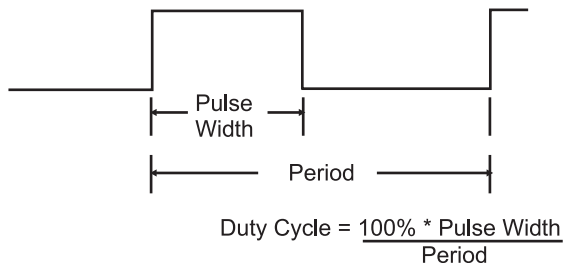 Pulse
Width
Period
Duty Cycle = 100% * Pulse Width
Period